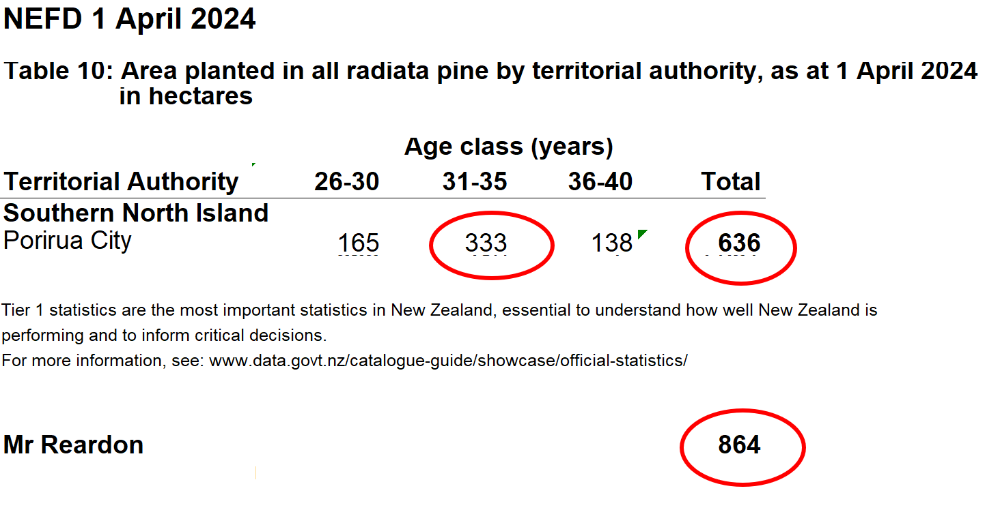 NEFD 1 April 2024
Table 10: Area planted in all radiata pine by territorial authority, as at 1 April 2024
in hectares
Age class (years)
Territorial Authority 26-30 31-35 36-40 Total
Southern North Island
Porirua City 165 333 138 636
Tier 1 statistics are the most important statistics in New Zealand, essential to understand how well New Zealand is
performing and to inform critical decisions.
For more information, see: www.data.govt.nz/catalogue-guide/showcase/official-statistics/
Mr Reardon 864